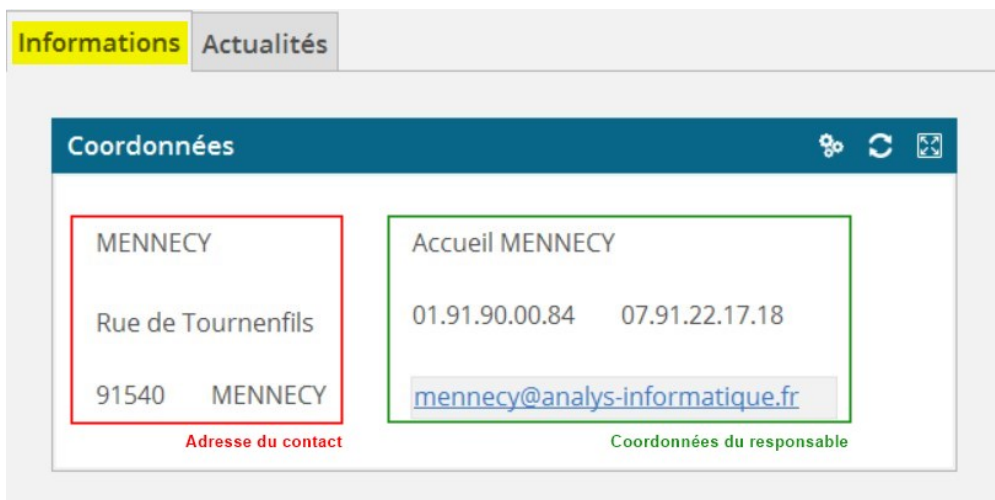 Informations Actualités
Coordonnées
MENNECY
Rue de Tournenfils
91540 MENNECY
Adresse du contact
Accueil MENNECY
01.91.90.00.84 07.91.22.17.18
mennecy@analys-informatique.fr
Coordonnées du responsable